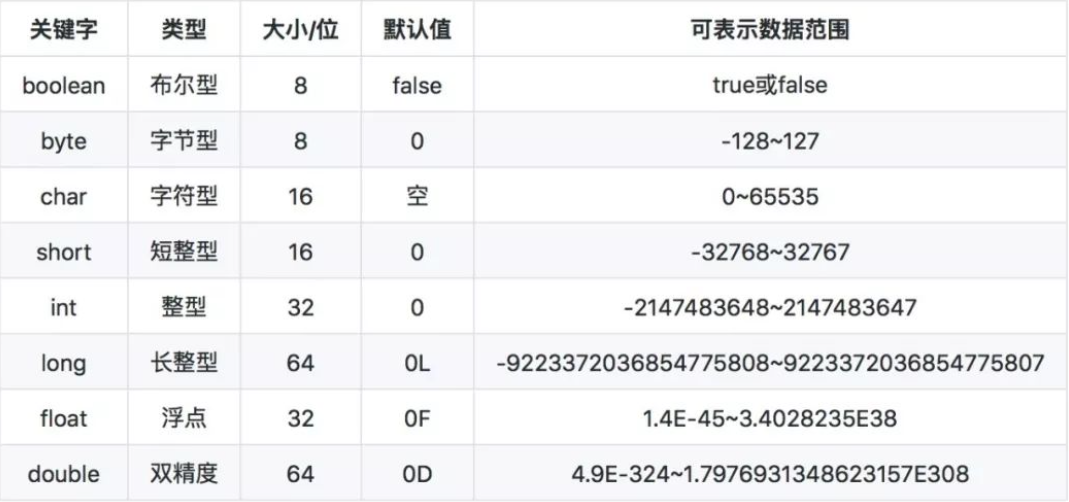 关键字 类型 大小/位 默认值 可表示数据范围
boolean 布尔型 8 false true或false
byte 字节型 8 0 -128~127
char 字符型 16 空 0~65535
short 短整型 16 0 -32768~32767
int 整型 32 0 -2147483648~2147483647
long 长整型 64 0L -9223372036854775808~9223372036854775807
float 浮点 32 0F 1.4E-45~3.4028235E38
double 双精度 64 0D 4.9E-324~1.7976931348623157E308